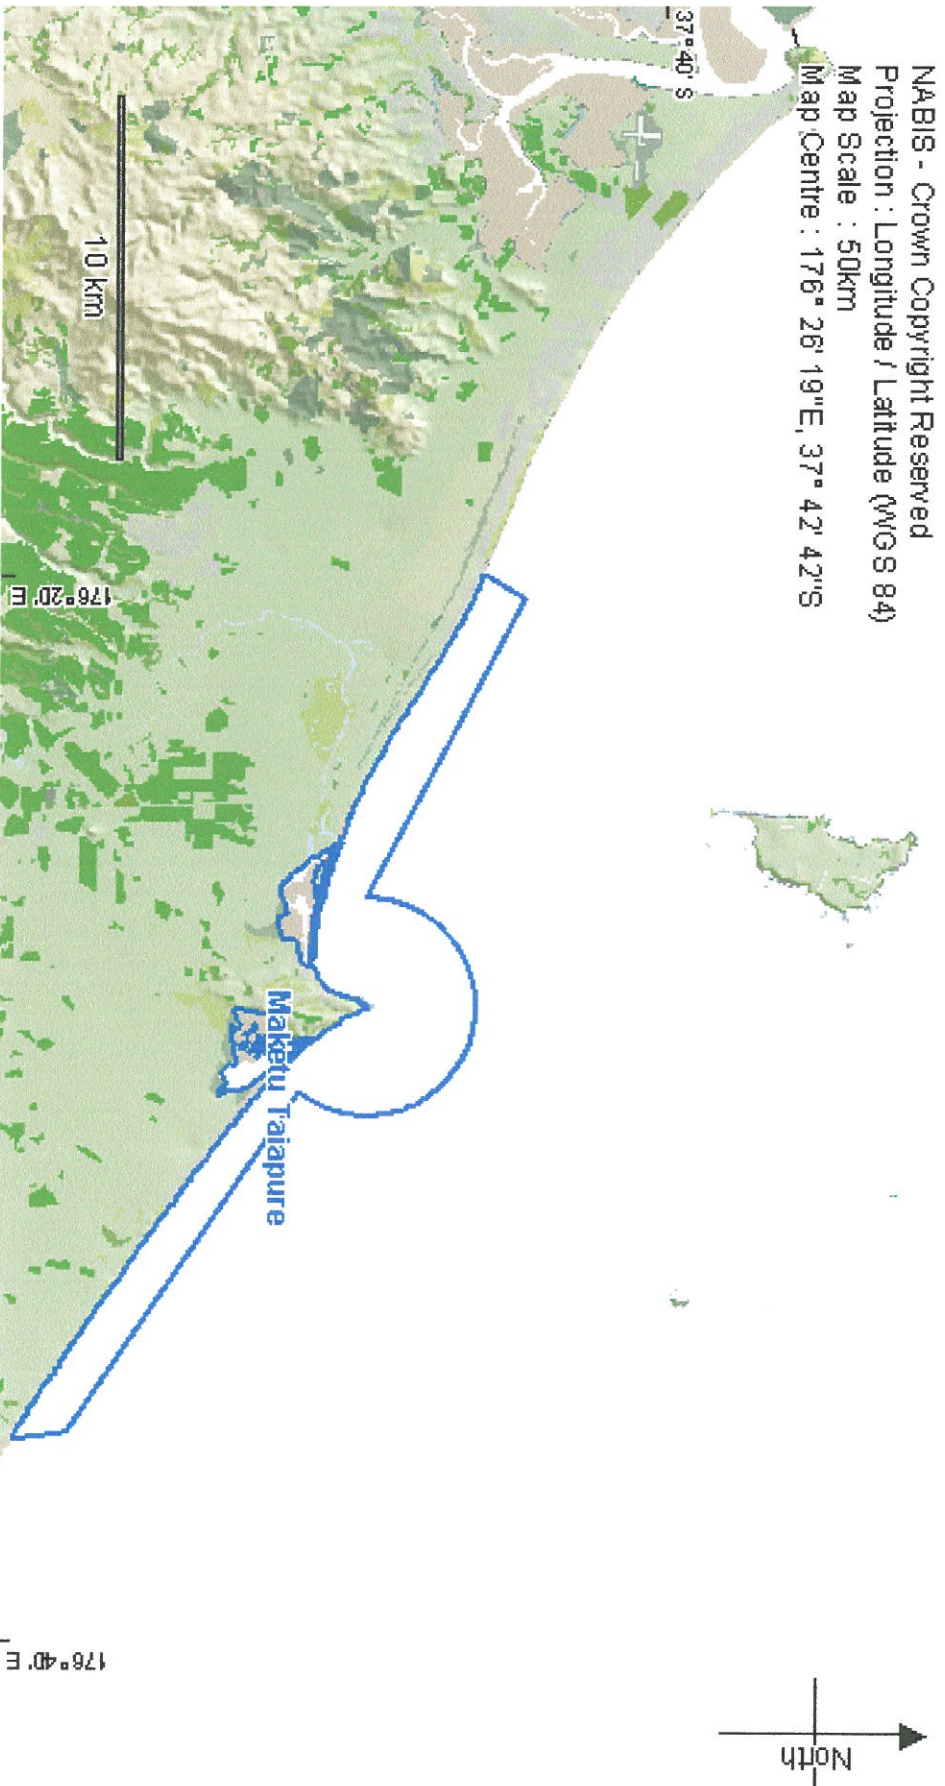 NABIS - Crown Copyright Reserved
Projection : Longitude / Latitude (WGS 84)
Map Scale : 50km
Map Centre : 176° 26' 19"E, 37° 42' 42"S
37°40' S
10 km
176°20' E
Maketu Taiapure
176°40' E
North